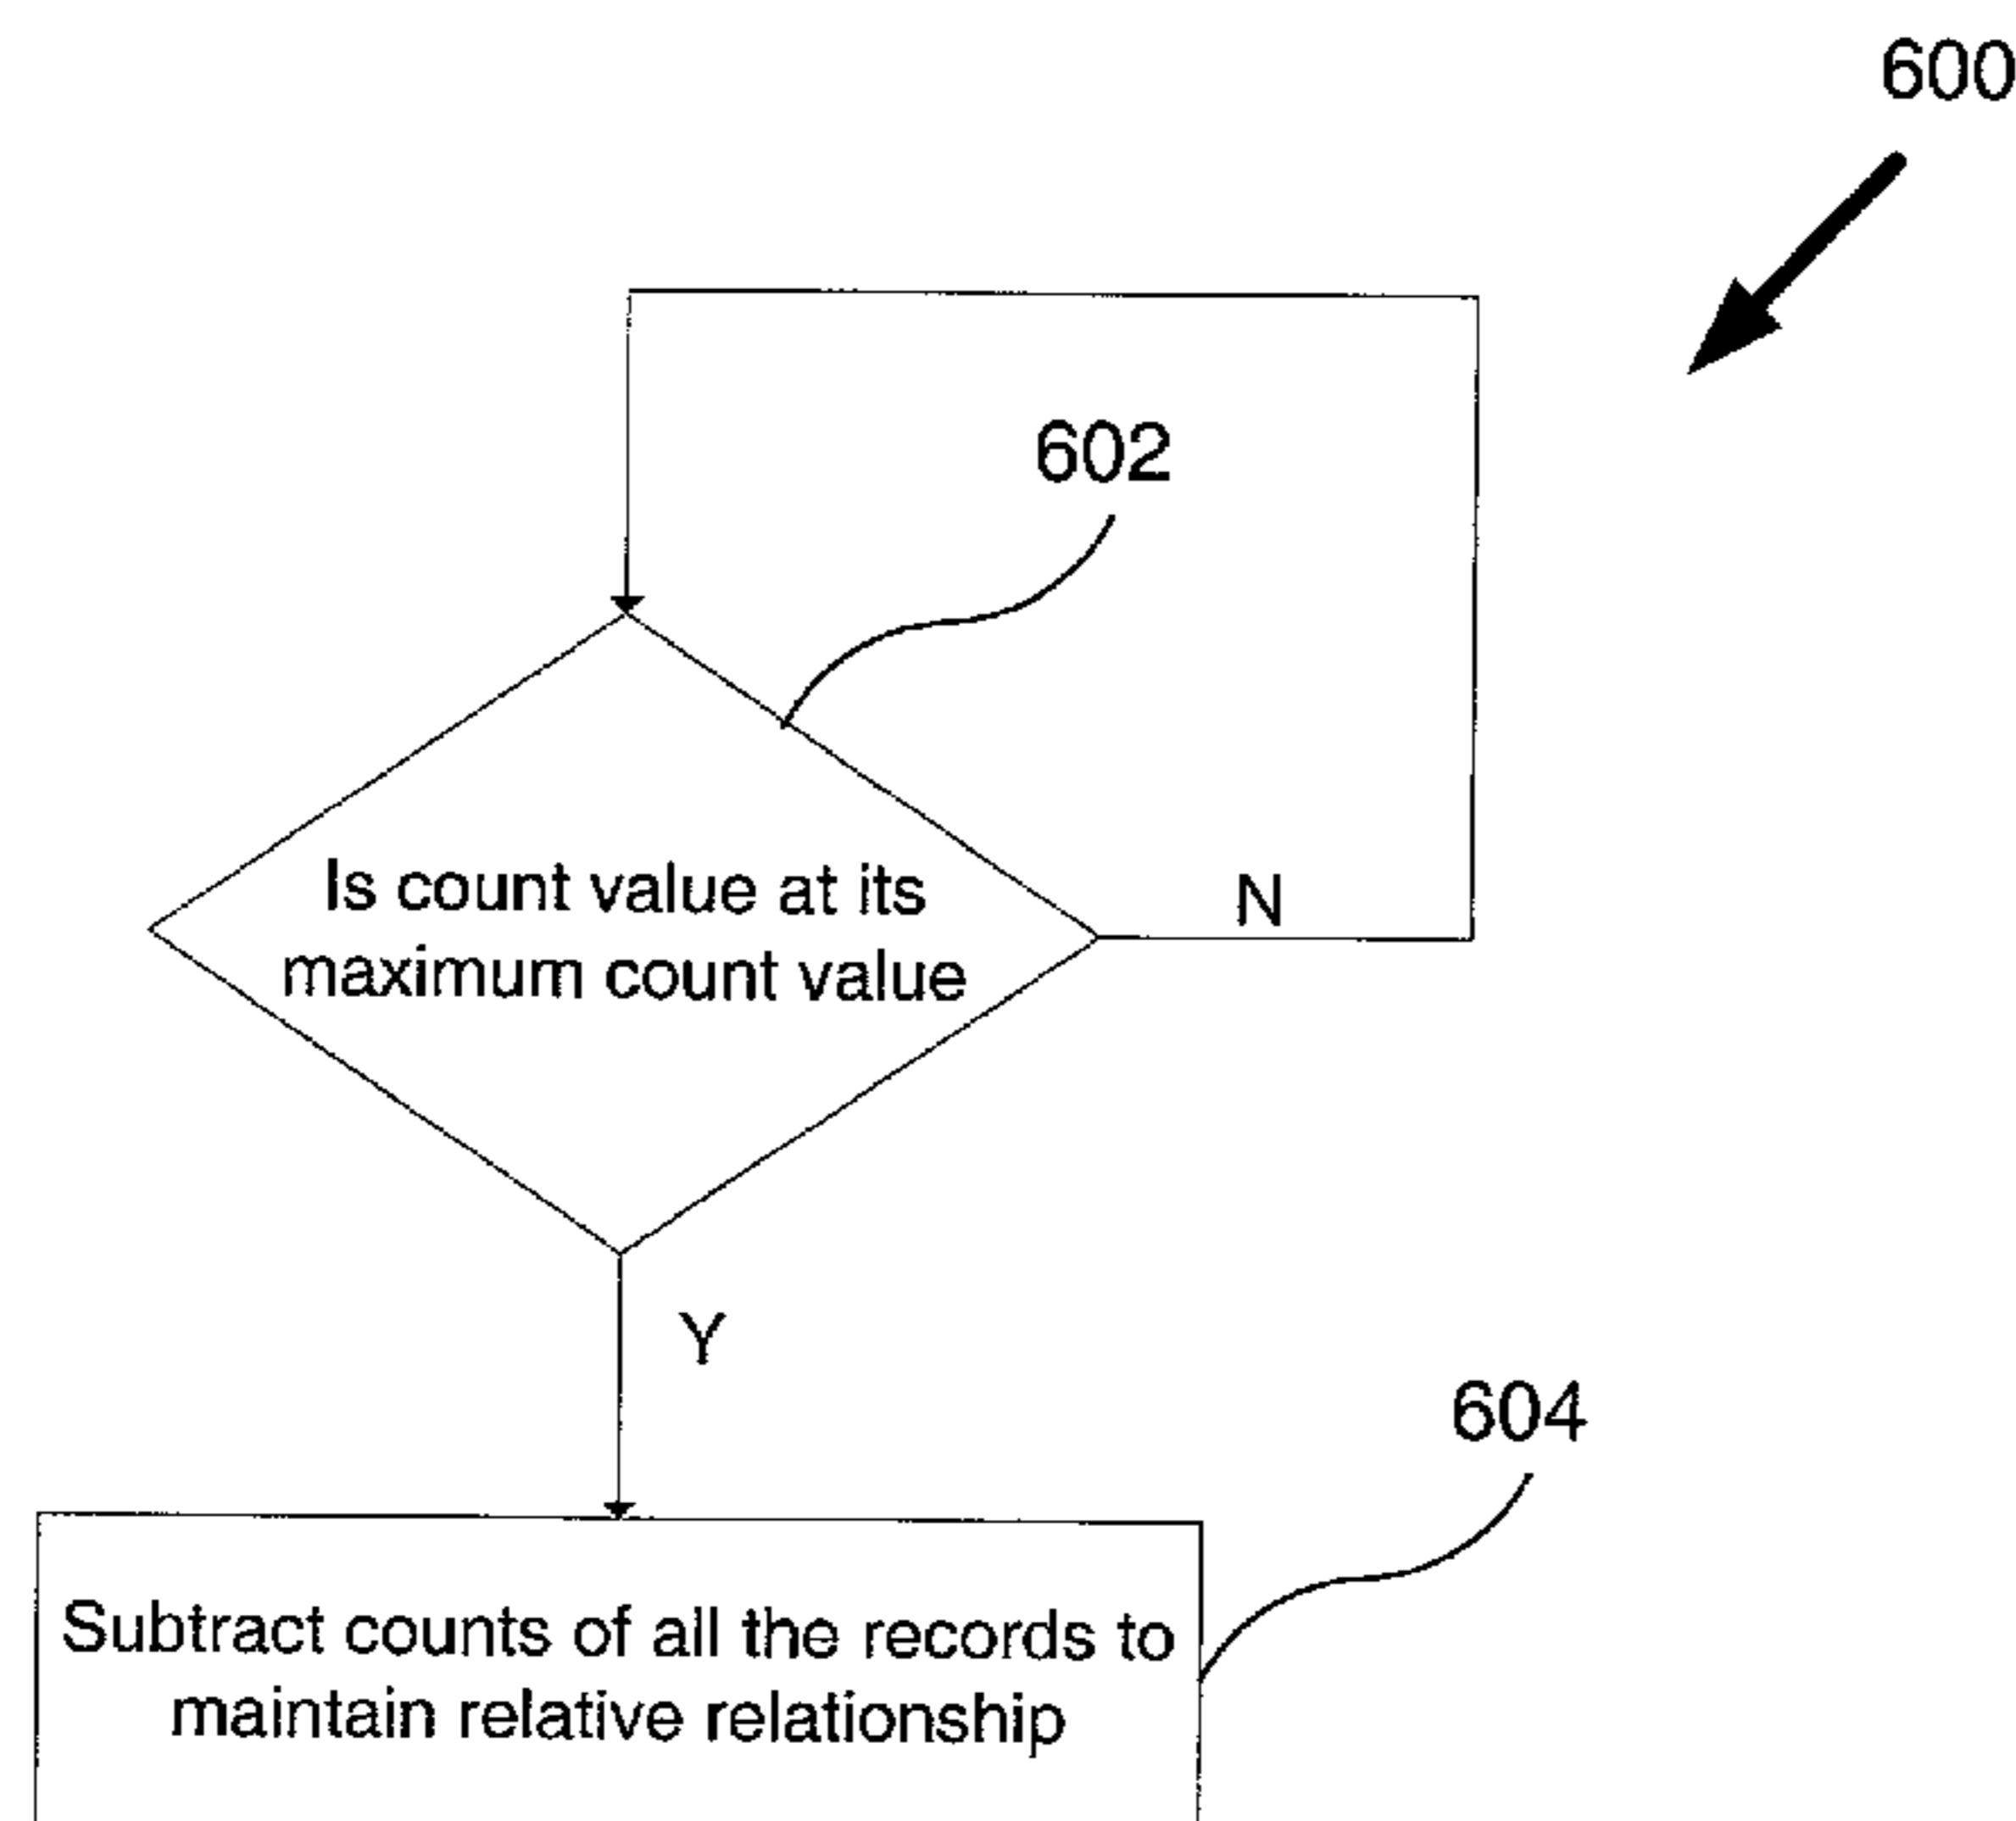 600
602
Is count value at its
maximum count value
N
Y
604
Subtract counts of all the records to
maintain relative relationship